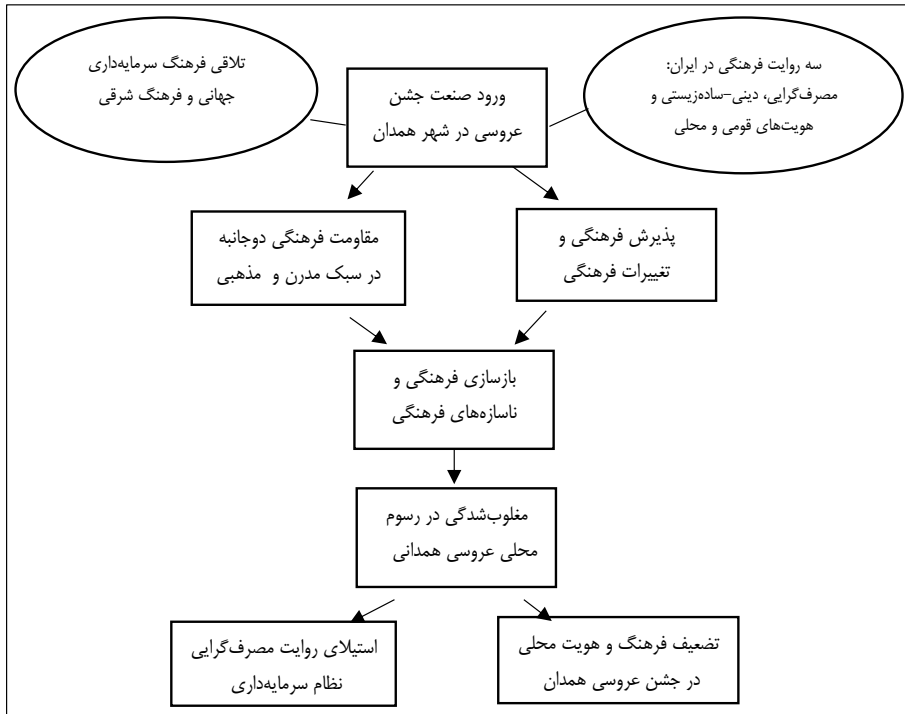 سه روایت فرهنگی در ایران:
مصرف‌گرایی، دینی-ساده‌زیستی و
هویت‌های قومی و محلی
ورود صنعت جشن
عروسی در شهر همدان
تلاقی فرهنگ سرمایه‌داری
جهانی و فرهنگ شرقی
پذیرش فرهنگی و
تغییرات فرهنگی
مقاومت فرهنگی دوجانبه
در سبک مدرن و مذهبی
بازسازی فرهنگی و
ناسازه‌های فرهنگی
مغلوب‌شدگی در رسوم
محلی عروسی همدانی
تضعیف فرهنگ و هویت محلی
در جشن عروسی همدان
استیلای روایت مصرف‌گرایی
نظام سرمایه‌داری